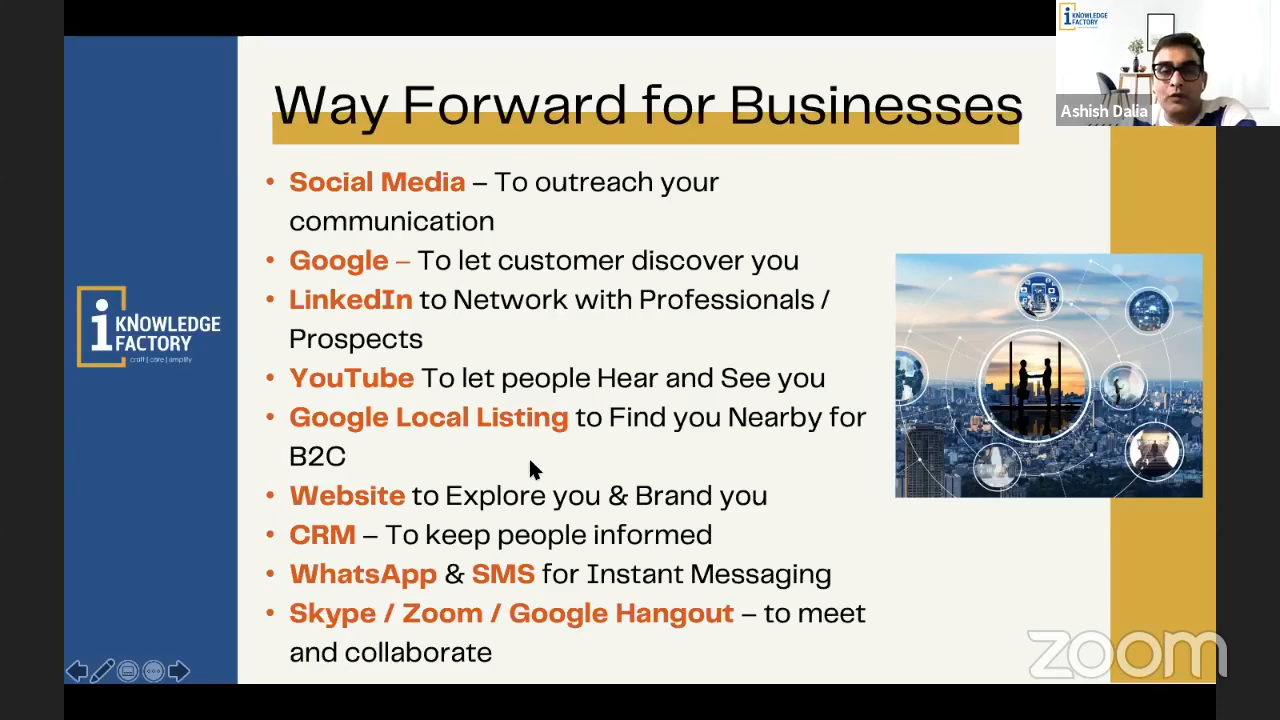 Way Forward for Businesses
• Social Media – To outreach your
communication
• Google – To let customer discover you
• LinkedIn to Network with Professionals /
Prospects
• YouTube To let people Hear and See you
• Google Local Listing to Find you Nearby for
B2C
• Website to Explore you & Brand you
• CRM – To keep people informed
• WhatsApp & SMS for Instant Messaging
• Skype / Zoom / Google Hangout – to meet
and collaborate
i KNOWLEDGE
FACTORY
craft | care | amplify
i KNOWLEDGE
FACTORY
Ashish Dalia
zoom